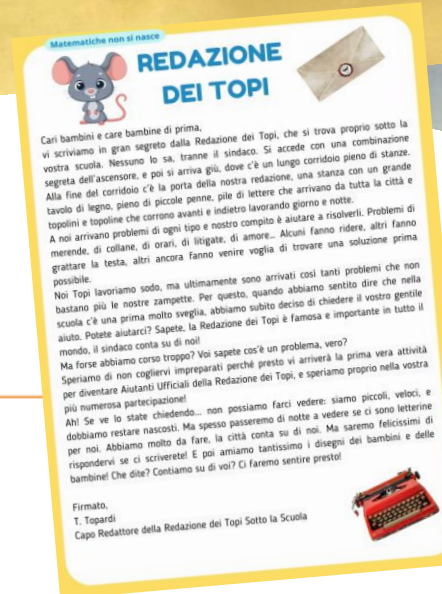 Matematiche non si nasce
REDAZIONE
DEI TOPI
Cari bambini e care bambine di prima,
vi scriviamo in gran segreto dalla Redazione dei Topi, che si trova proprio sotto la
vostra scuola. Nessuno lo sa, tranne il sindaco. Si accede con una combinazione
segreta dell'ascensore, e poi si arriva giù, dove c'è un lungo corridoio pieno di stanze.
Alla fine del corridoio c'è la porta della nostra redazione, una stanza con un grande
tavolo di legno, pieno di piccole penne, pile di lettere che arrivano da tutta la città e
topolini e topoline che corrono avanti e indietro lavorando giorno e notte.
A noi arrivano problemi di ogni tipo e nostro compito è aiutare a risolverli. Problemi di
merende, di collane, di orari, di litigate, di amore... Alcuni fanno ridere, altri fanno
grattare la testa, altri ancora fanno venire voglia di trovare una soluzione prima
possibile.
Noi Topi lavoriamo sodo, ma ultimamente sono arrivati così tanti problemi che non
bastano più le nostre zampette. Per questo, quando abbiamo sentito dire che nella
scuola c'è una prima molto sveglia, abbiamo subito deciso di chiedere il vostro gentile
aiuto. Potete aiutarci? Sapete, la Redazione dei Topi è famosa e importante in tutto il
mondo, il sindaco conta su di noi!
Ma forse abbiamo corso troppo? Voi sapete cos'è un problema, vero?
Speriamo di non cogliervi impreparati perché presto vi arriverà la prima vera attività
per diventare Aiutanti Ufficiali della Redazione dei Topi, e speriamo proprio nella vostra
più numerosa partecipazione!
Ah! Se ve lo state chiedendo... non possiamo farci vedere: siamo piccoli, veloci, e
dobbiamo restare nascosti. Ma spesso passeremo di notte a vedere se ci sono letterine
per noi. Abbiamo molto da fare, la città conta su di noi. Ma saremo felicissimi di
rispondervi se ci scriverete! E poi amiamo tantissimo i disegni dei bambini e delle
bambine! Che dite? Contiamo su di voi? Ci faremo sentire presto!
Firmato,
T. Topardi
Capo Redattore della Redazione dei Topi Sotto la Scuola